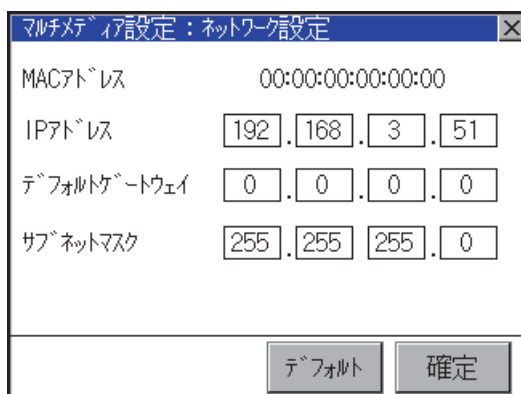 マルチメディア設定：ネットワーク設定 ×
MACアドレス 00:00:00:00:00:00
IPアドレス 192.168.3.51
デフォルトゲートウェイ 0.0.0.0
サブネットマスク 255.255.255.0
デフォルト 確定